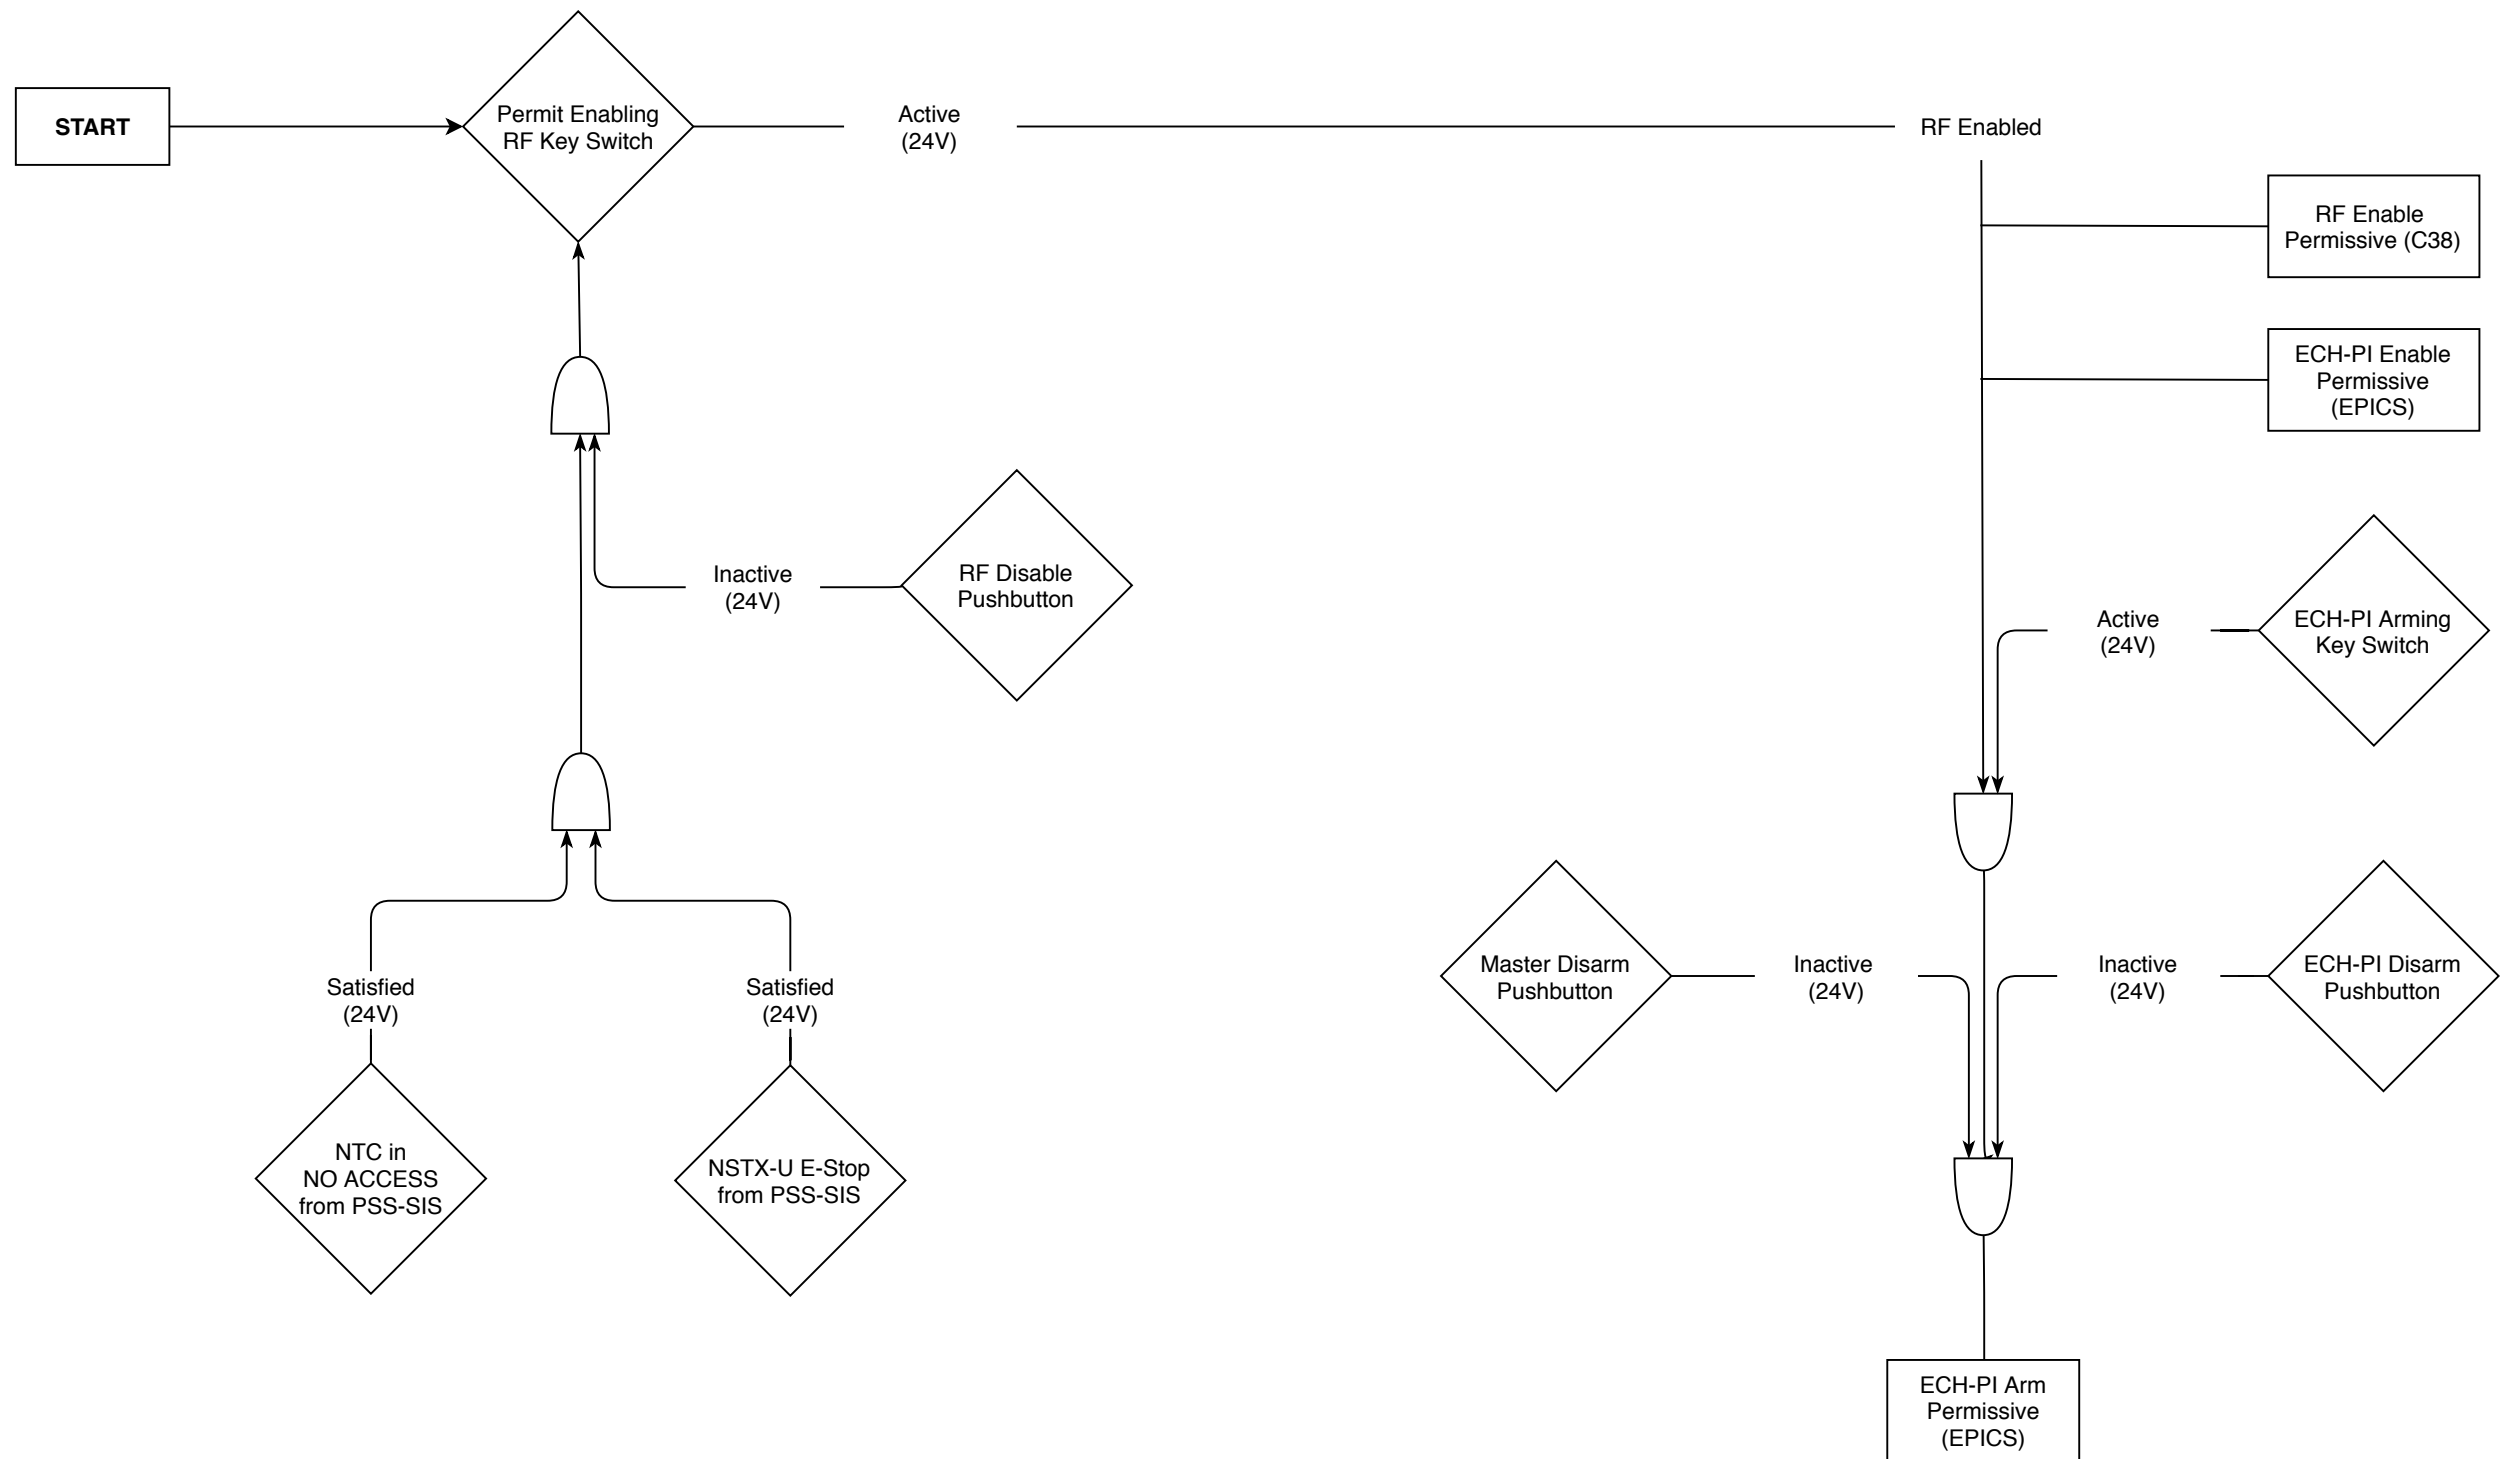 START
Permit Enabling
RF Key Switch
Active
(24V)
RF Enabled
RF Enable
Permissive (C38)
ECH-PI Enable
Permissive
(EPICS)
RF Disable
Pushbutton
Inactive
(24V)
ECH-PI Arming
Key Switch
Active
(24V)
Master Disarm
Pushbutton
Inactive
(24V)
Inactive
(24V)
ECH-PI Disarm
Pushbutton
Satisfied
(24V)
Satisfied
(24V)
NTC in
NO ACCESS
from PSS-SIS
NSTX-U E-Stop
from PSS-SIS
ECH-PI Arm
Permissive
(EPICS)